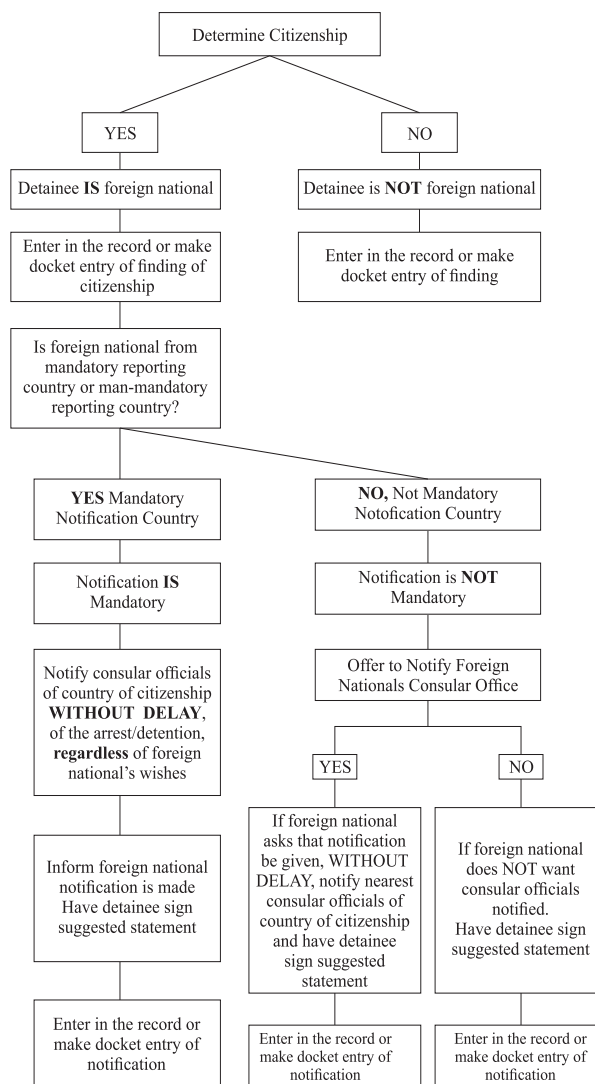 Determine Citizenship
YES
NO
Detainee IS foreign national
Detainee is NOT foreign national
Enter in the record or make
docket entry of finding of
citizenship
Enter in the record or make
docket entry of finding
Is foreign national from
mandatory reporting
country or man-mandatory
reporting country?
YES Mandatory
Notification Country
NO, Not Mandatory
Notofication Country
Notification IS
Mandatory
Notification is NOT
Mandatory
Notify consular officials
of country of citizenship
WITHOUT DELAY,
of the arrest/detention,
regardless of foreign
national's wishes
Offer to Notify Foreign
Nationals Consular Office
YES
NO
Inform foreign national
notification is made
Have detainee sign
suggested statement
If foreign national
asks that notification
be given, WITHOUT
DELAY, notify nearest
consular officials of
country of citizenship
and have detainee
sign suggested
statement
If foreign national
does NOT want
consular officials
notified.
Have detainee sign
suggested statement
Enter in the record or
make docket entry of
notification
Enter in the record or
make docket entry of
notification
Enter in the record or
make docket entry of
notification